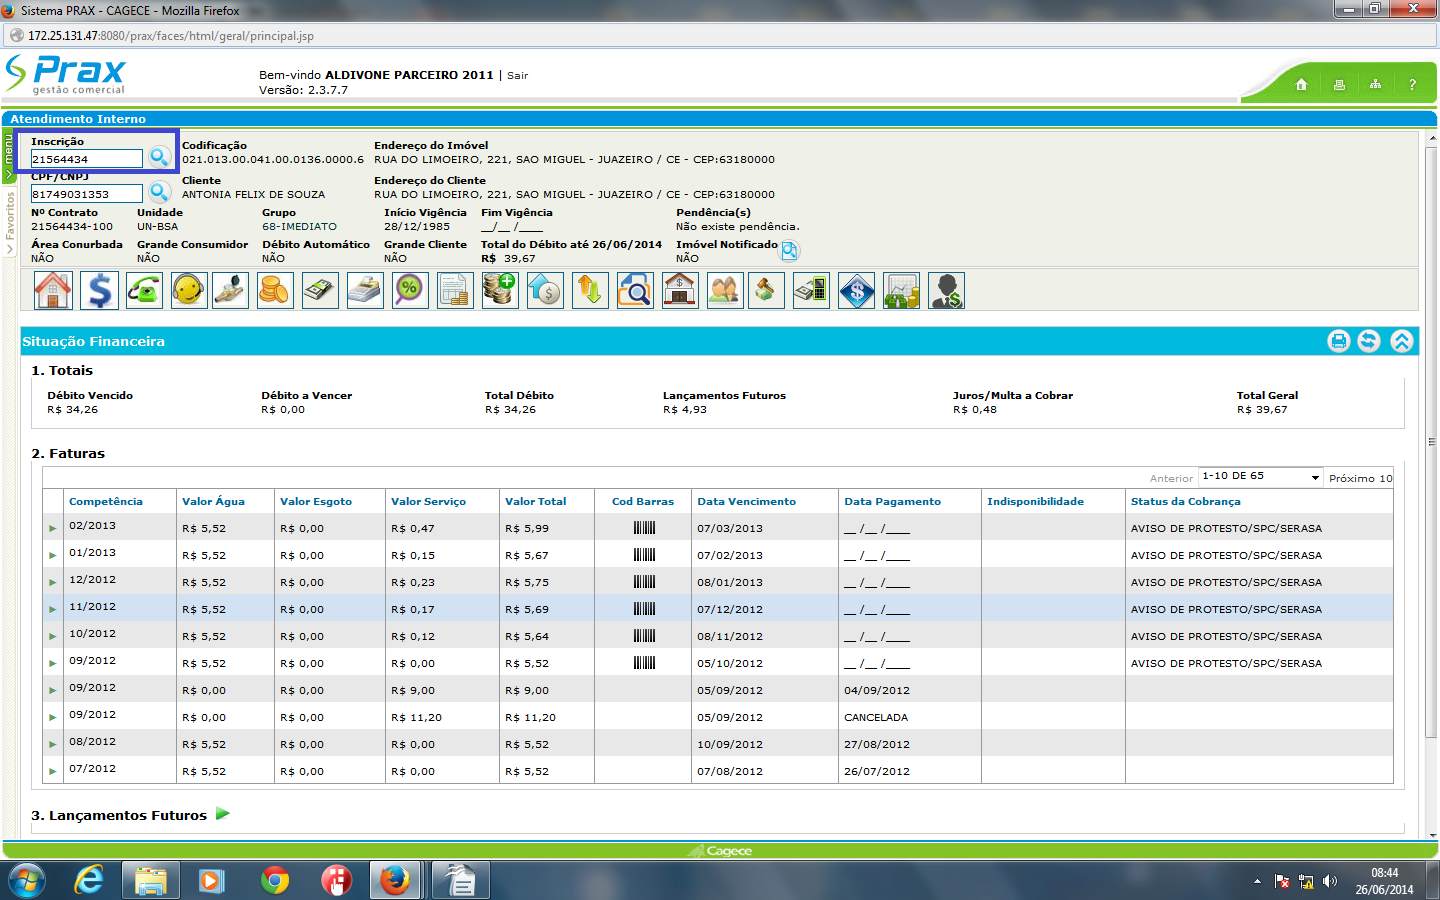 Sistema PRAX - CAGECE - Mozilla Firefox
172.25.131.47:8080/prax/faces/html/geral/principal.jsp
Prax
gestão comercial
Bem-vindo ALDIVONE PARCEIRO 2011 | Sair
Versão: 2.3.7.7
?
Atendimento Interno
menu
Favoritos
Inscrição
21564434
Codificação
021.013.00.041.00.0136.0000.6
Endereço do Imóvel
RUA DO LIMOEIRO, 221, SAO MIGUEL - JUAZEIRO / CE - CEP:63180000
CPF/CNPJ
81749031353
Cliente
ANTONIA FELIX DE SOUZA
Endereço do Cliente
RUA DO LIMOEIRO, 221, SAO MIGUEL - JUAZEIRO / CE - CEP:63180000
Nº Contrato Unidade Grupo Início Vigência Fim Vigência Pendência(s)
21564434-100 UN-BSA 68-IMEDIATO 28/12/1985 __/__ /____ Não existe pendência.
Área Conurbada Grande Consumidor Débito Automático Grande Cliente Total do Débito até 26/06/2014 Imóvel Notificado
NÃO NÃO NÃO NÃO R$ 39,67 NÃO
Situação Financeira
1. Totais
Débito Vencido Débito a Vencer Total Débito Lançamentos Futuros Juros/Multa a Cobrar Total Geral
R$ 34,26 R$ 0,00 R$ 34,26 R$ 4,93 R$ 0,48 R$ 39,67
2. Faturas
Anterior 1-10 DE 65 Próximo 10
Competência Valor Água Valor Esgoto Valor Serviço Valor Total Cod Barras Data Vencimento Data Pagamento Indisponibilidade Status da Cobrança
02/2013 R$ 5,52 R$ 0,00 R$ 0,47 R$ 5,99 07/03/2013 __ /__ /____ AVISO DE PROTESTO/SPC/SERASA
01/2013 R$ 5,52 R$ 0,00 R$ 0,15 R$ 5,67 07/02/2013 __ /__ /____ AVISO DE PROTESTO/SPC/SERASA
12/2012 R$ 5,52 R$ 0,00 R$ 0,23 R$ 5,75 08/01/2013 __ /__ /____ AVISO DE PROTESTO/SPC/SERASA
11/2012 R$ 5,52 R$ 0,00 R$ 0,17 R$ 5,69 07/12/2012 __ /__ /____ AVISO DE PROTESTO/SPC/SERASA
10/2012 R$ 5,52 R$ 0,00 R$ 0,12 R$ 5,64 08/11/2012 __ /__ /____ AVISO DE PROTESTO/SPC/SERASA
09/2012 R$ 5,52 R$ 0,00 R$ 0,00 R$ 5,52 05/10/2012 __ /__ /____ AVISO DE PROTESTO/SPC/SERASA
09/2012 R$ 0,00 R$ 0,00 R$ 9,00 R$ 9,00 05/09/2012 04/09/2012
09/2012 R$ 0,00 R$ 0,00 R$ 11,20 R$ 11,20 05/09/2012 CANCELADA
08/2012 R$ 5,52 R$ 0,00 R$ 0,00 R$ 5,52 10/09/2012 27/08/2012
07/2012 R$ 5,52 R$ 0,00 R$ 0,00 R$ 5,52 07/08/2012 26/07/2012
3. Lançamentos Futuros
Cagece
08:44
26/06/2014